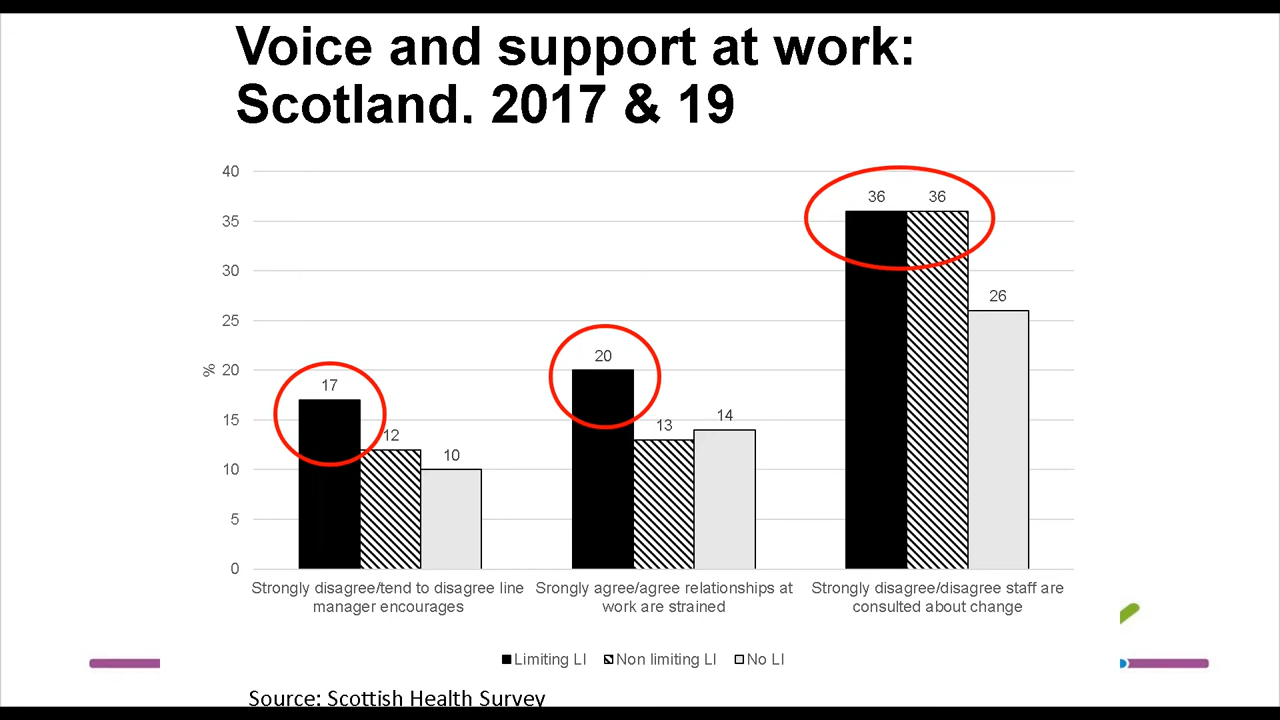 Voice and support at work:
Scotland. 2017 & 19
40
35
30
25
20
15
10
5
0
%
17
12
10
20
13
14
36
36
26
Strongly disagree/tend to disagree line
manager encourages
Srongly agree/agree relationships at
work are strained
Strongly disagree/disagree staff are
consulted about change
Limiting LI
Non limiting LI
No LI
Source: Scottish Health Survey